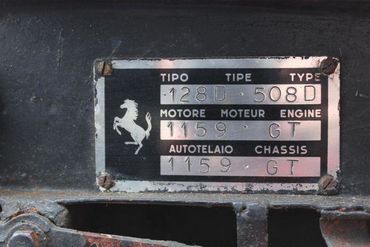 TIPO TIPE TYPE
128D 508D
MOTORE MOTEUR ENGINE
1159 GT
AUTOTELAIO CHASSIS
1159 GT